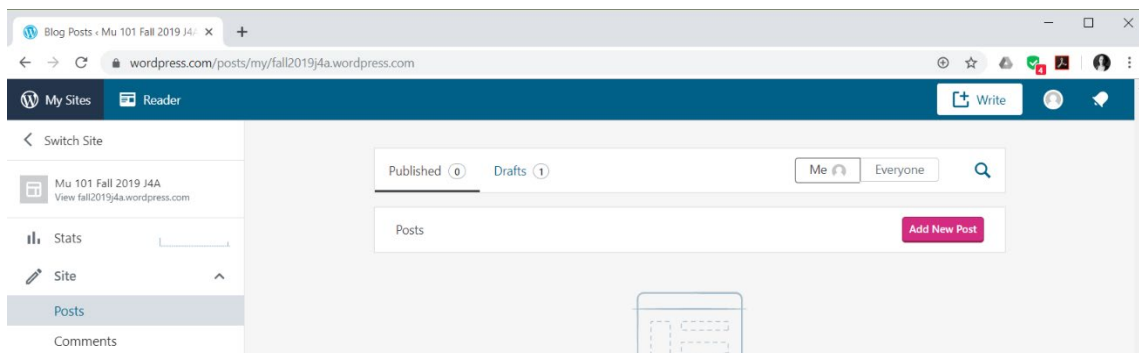 Blog Posts ‹ Mu 101 Fall 2019 J4A
wordpress.com/posts/my/fall2019j4a.wordpress.com
4
My Sites Reader Write
Switch Site
Published 0 Drafts 1 Me Everyone
Mu 101 Fall 2019 J4A
View fall2019j4a.wordpress.com
Posts Add New Post
Stats
Site
Posts
Comments